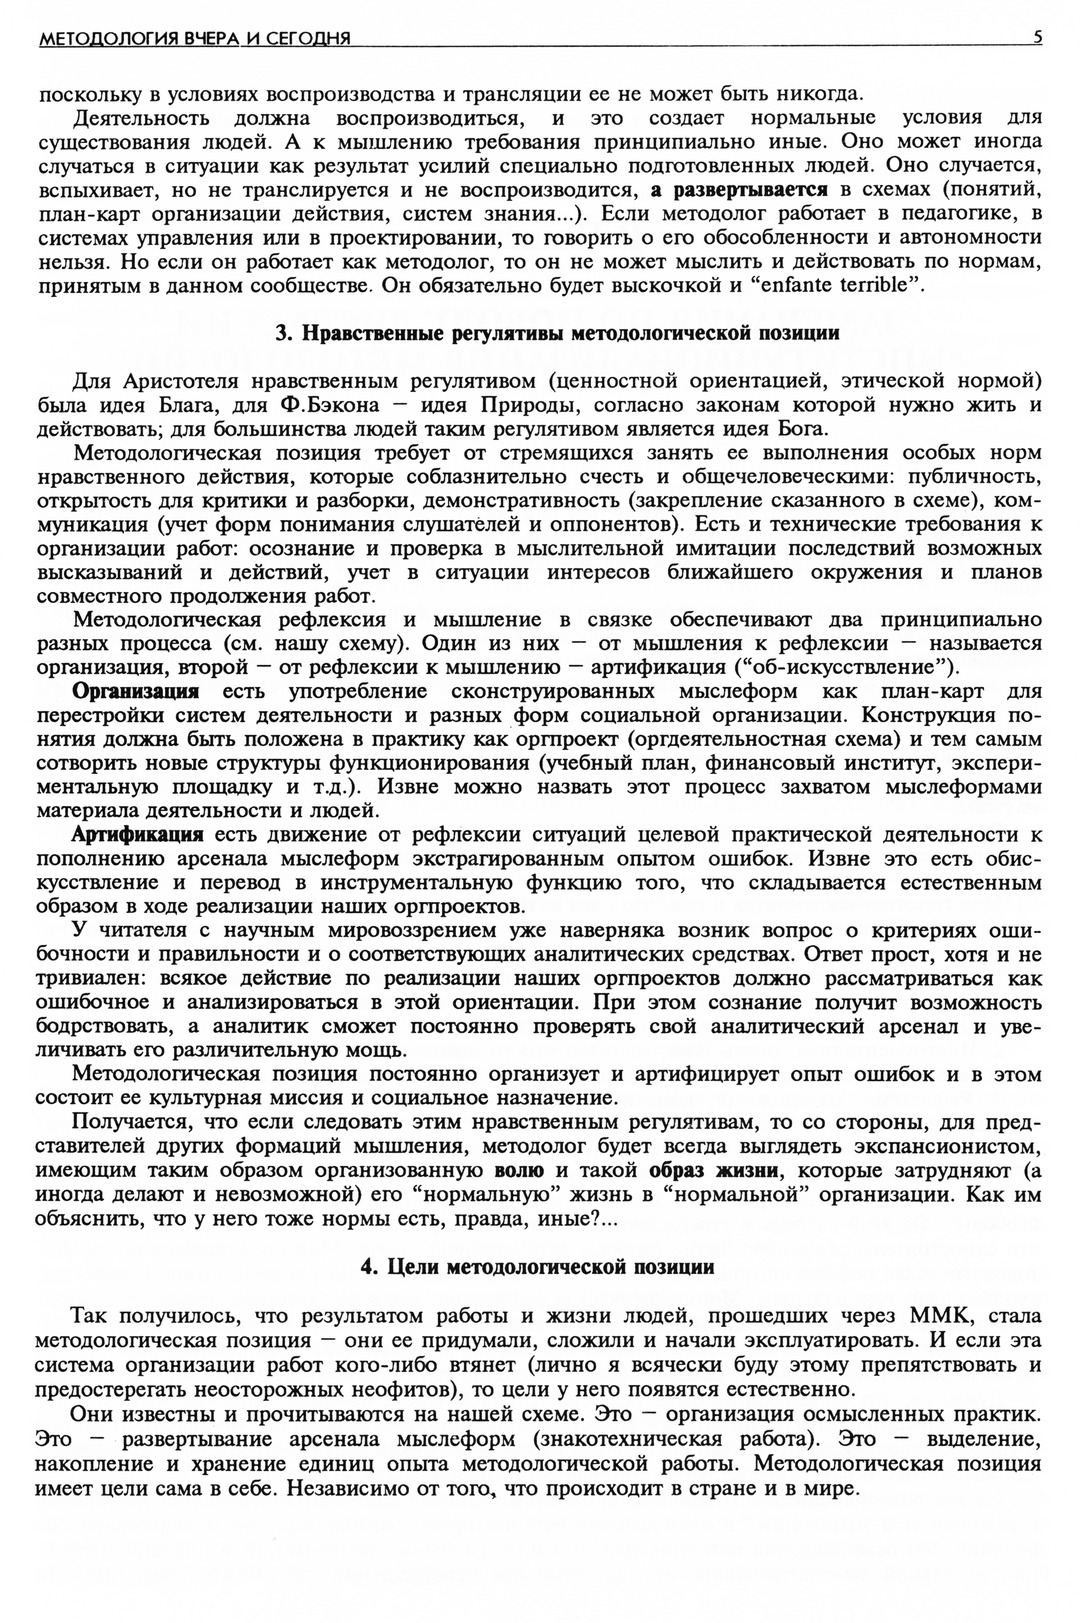 МЕТОДОЛОГИЯ ВЧЕРА И СЕГОДНЯ 5
поскольку в условиях воспроизводства и трансляции ее не может быть никогда.
Деятельность должна воспроизводиться, и это создает нормальные условия для
существования людей. А к мышлению требования принципиально иные. Оно может иногда
случаться в ситуации как результат усилий специально подготовленных людей. Оно случается,
вспыхивает, но не транслируется и не воспроизводится, а развертывается в схемах (понятий,
план-карт организации действия, систем знания...). Если методолог работает в педагогике, в
системах управления или в проектировании, то говорить о его обособленности и автономности
нельзя. Но если он работает как методолог, то он не может мыслить и действовать по нормам,
принятым в данном сообществе. Он обязательно будет выскочкой и “enfante terrible”.
3. Нравственные регулятивы методологической позиции
Для Аристотеля нравственным регулятивом (ценностной ориентацией, этической нормой)
была идея Блага, для Ф.Бэкона — идея Природы, согласно законам которой нужно жить и
действовать; для большинства людей таким регулятивом является идея Бога.
Методологическая позиция требует от стремящихся занять ее выполнения особых норм
нравственного действия, которые соблазнительно счесть и общечеловеческими: публичность,
открытость для критики и разборки, демонстративность (закрепление сказанного в схеме), ком-
муникация (учет форм понимания слушателей и оппонентов). Есть и технические требования к
организации работ: осознание и проверка в мыслительной имитации последствий возможных
высказываний и действий, учет в ситуации интересов ближайшего окружения и планов
совместного продолжения работ.
Методологическая рефлексия и мышление в связке обеспечивают два принципиально
разных процесса (см. нашу схему). Один из них — от мышления к рефлексии — называется
организация, второй — от рефлексии к мышлению — артификация (“об-искусствление”).
Организация есть употребление сконструированных мыслеформ как план-карт для
перестройки систем деятельности и разных форм социальной организации. Конструкция по-
нятия должна быть положена в практику как оргпроект (оргдеятельностная схема) и тем самым
сотворить новые структуры функционирования (учебный план, финансовый институт, экспери-
ментальную площадку и т.д.). Извне можно назвать этот процесс захватом мыслеформами
материала деятельности и людей.
Артификация есть движение от рефлексии ситуаций целевой практической деятельности к
пополнению арсенала мыслеформ экстрагированным опытом ошибок. Извне это есть обис-
кусствление и перевод в инструментальную функцию того, что складывается естественным
образом в ходе реализации наших оргпроектов.
У читателя с научным мировоззрением уже наверняка возник вопрос о критериях оши-
бочности и правильности и о соответствующих аналитических средствах. Ответ прост, хотя и не
тривиален: всякое действие по реализации наших оргпроектов должно рассматриваться как
ошибочное и анализироваться в этой ориентации. При этом сознание получит возможность
бодрствовать, а аналитик сможет постоянно проверять свой аналитический арсенал и уве-
личивать его различительную мощь.
Методологическая позиция постоянно организует и артифицирует опыт ошибок и в этом
состоит ее культурная миссия и социальное назначение.
Получается, что если следовать этим нравственным регулятивам, то со стороны, для пред-
ставителей других формаций мышления, методолог будет всегда выглядеть экспансионистом,
имеющим таким образом организованную волю и такой образ жизни, которые затрудняют (а
иногда делают и невозможной) его “нормальную” жизнь в “нормальной” организации. Как им
объяснить, что у него тоже нормы есть, правда, иные?...
4. Цели методологической позиции
Так получилось, что результатом работы и жизни людей, прошедших через ММК, стала
методологическая позиция — они ее придумали, сложили и начали эксплуатировать. И если эта
система организации работ кого-либо втянет (лично я всячески буду этому препятствовать и
предостерегать неосторожных неофитов), то цели у него появятся естественно.
Они известны и прочитываются на нашей схеме. Это — организация осмысленных практик.
Это — развертывание арсенала мыслеформ (знакотехническая работа). Это — выделение,
накопление и хранение единиц опыта методологической работы. Методологическая позиция
имеет цели сама в себе. Независимо от того, что происходит в стране и в мире.